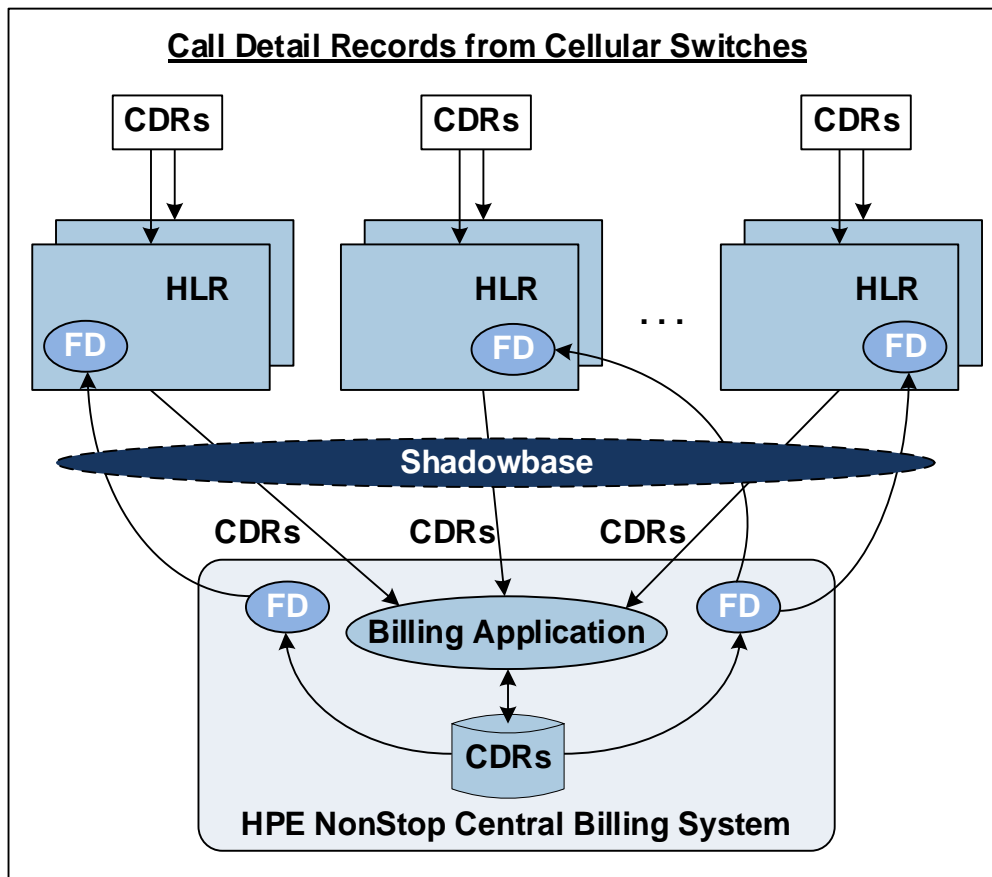 Call Detail Records from Cellular Switches
CDRs
CDRs
CDRs
HLR
HLR
HLR
. . .
FD
FD
FD
Shadowbase
CDRs
CDRs
CDRs
FD
FD
Billing Application
CDRs
HPE NonStop Central Billing System